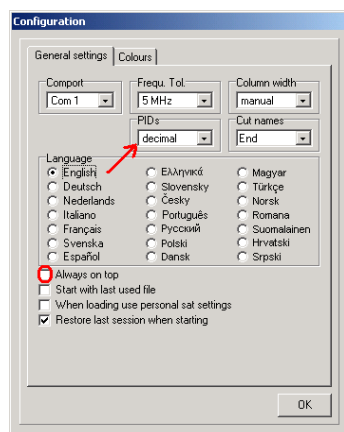 Configuration
General settings Colours
Comport Frequ. Tol. Column width
Com 1 5 MHz manual
PIDs Cut names
decimal End
Language
English Ελληνικά Magyar
Deutsch Slovensky Türkçe
Nederlands Česky Norsk
Italiano Português Romana
Français Русский Suomalainen
Svenska Polski Hrvatski
Español Dansk Srpski
Always on top
Start with last used file
When loading use personal sat settings
Restore last session when starting
OK